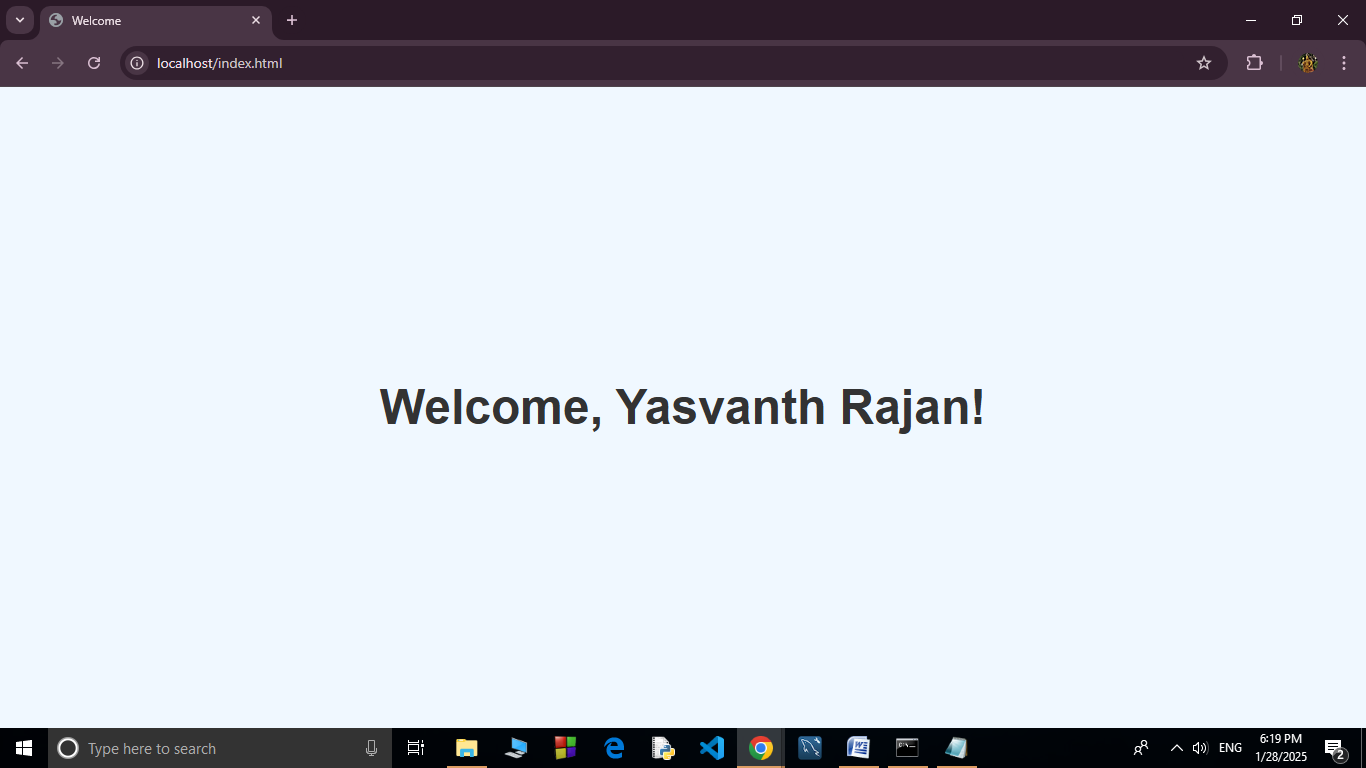 Welcome
localhost/index.html
Welcome, Yasvanth Rajan!
Type here to search
ENG
6:19 PM
1/28/2025
2